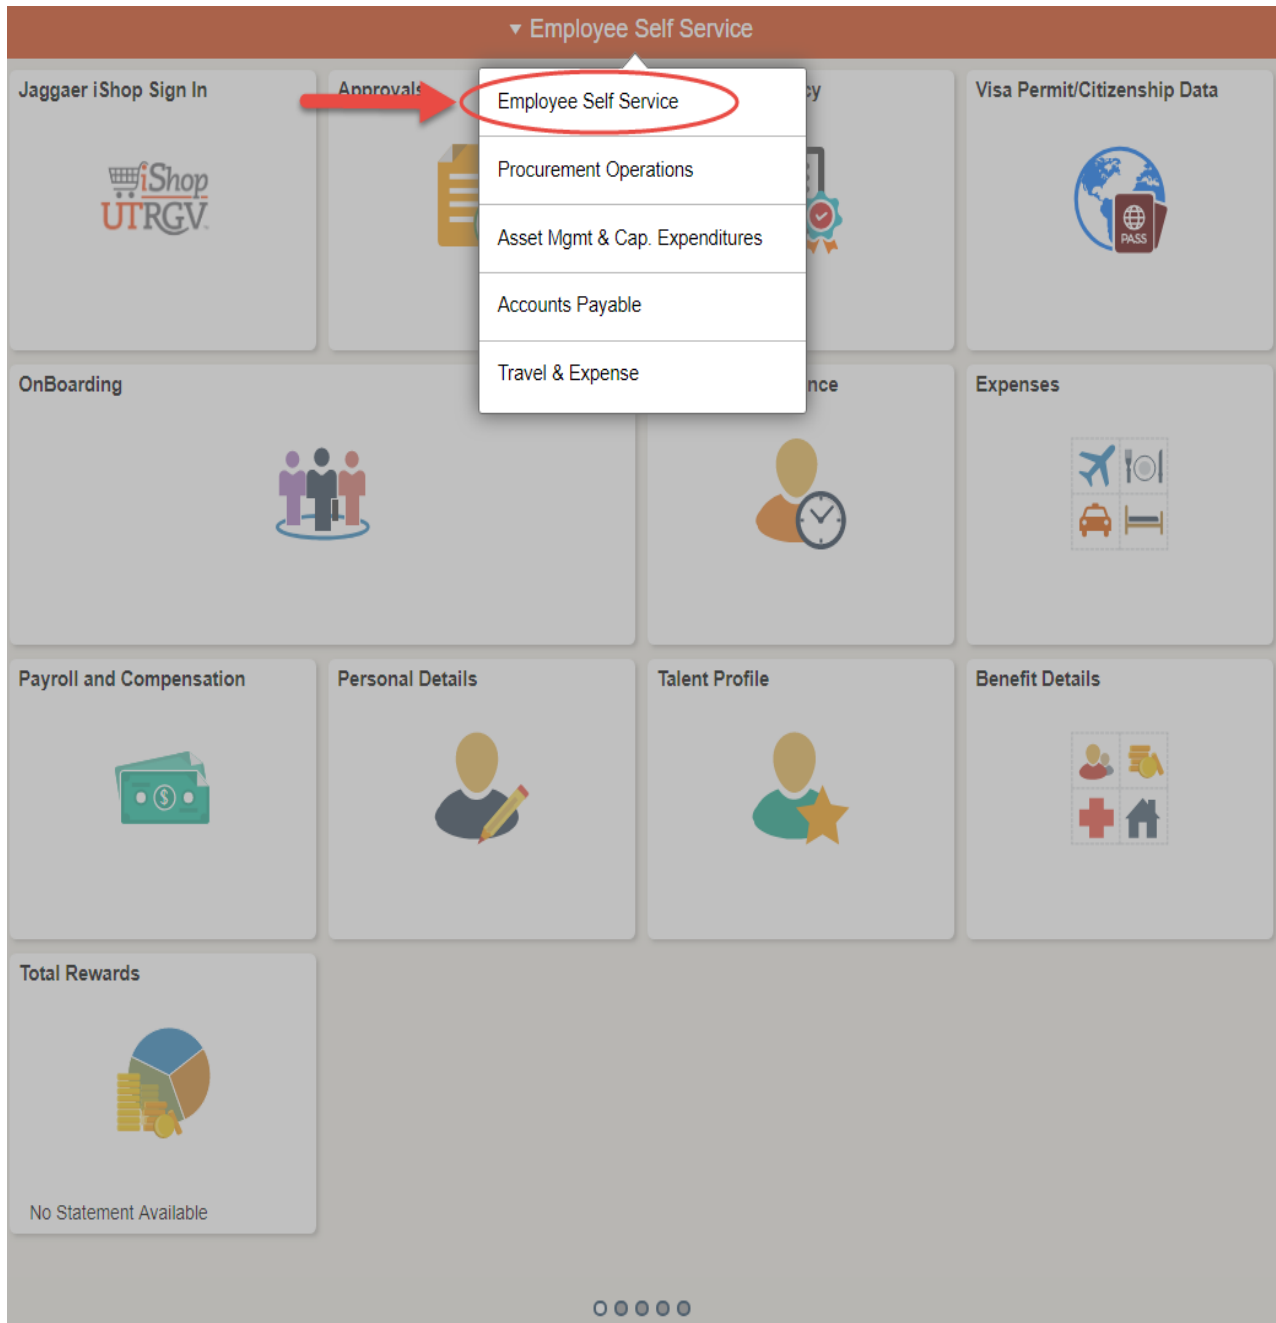 ▼ Employee Self Service
Jaggaer iShop Sign In
iShop
UTRGV
Approvals
Employee Self Service
Procurement Operations
Asset Mgmt & Cap. Expenditures
Accounts Payable
Travel & Expense
cy
Visa Permit/Citizenship Data
PASS
OnBoarding
nce
Expenses
Payroll and Compensation
$
Personal Details
Talent Profile
Benefit Details
Total Rewards
No Statement Available